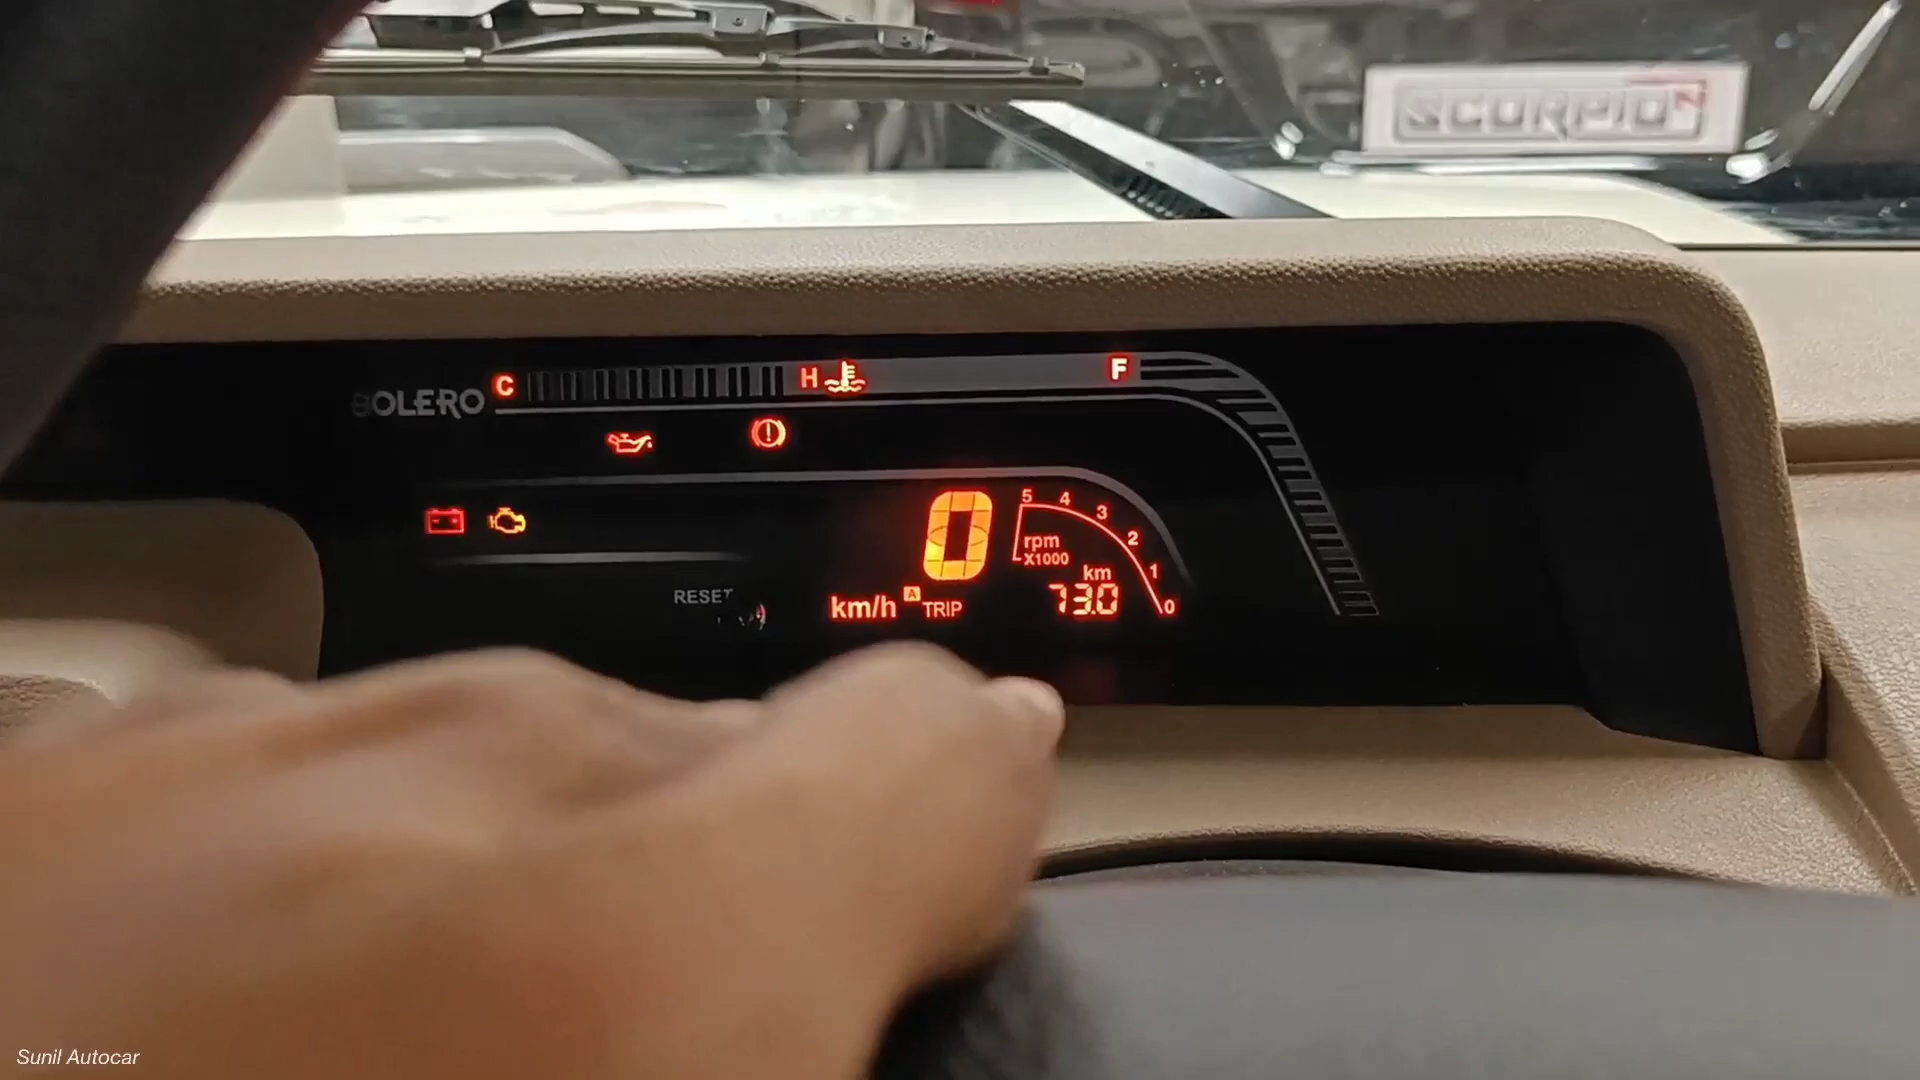 SCORPIO N
BOLERO
C H F
5 4 3 2 1 0
rpm
X1000
0
km
73.0
km/h A TRIP
RESET
Sunil Autocar